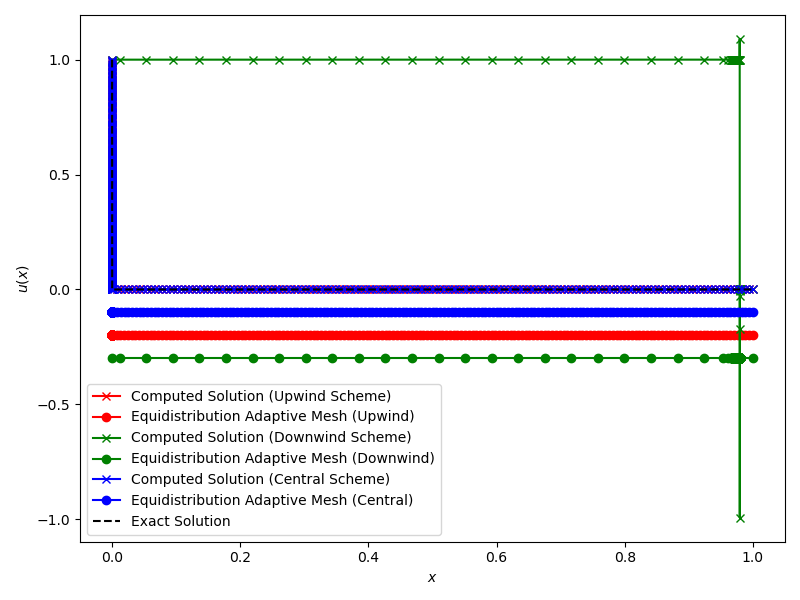 1.0
0.5
0.0
−0.5
−1.0
u(x)
Computed Solution (Upwind Scheme)
Equidistribution Adaptive Mesh (Upwind)
Computed Solution (Downwind Scheme)
Equidistribution Adaptive Mesh (Downwind)
Computed Solution (Central Scheme)
Equidistribution Adaptive Mesh (Central)
Exact Solution
0.0 0.2 0.4 0.6 0.8 1.0
x